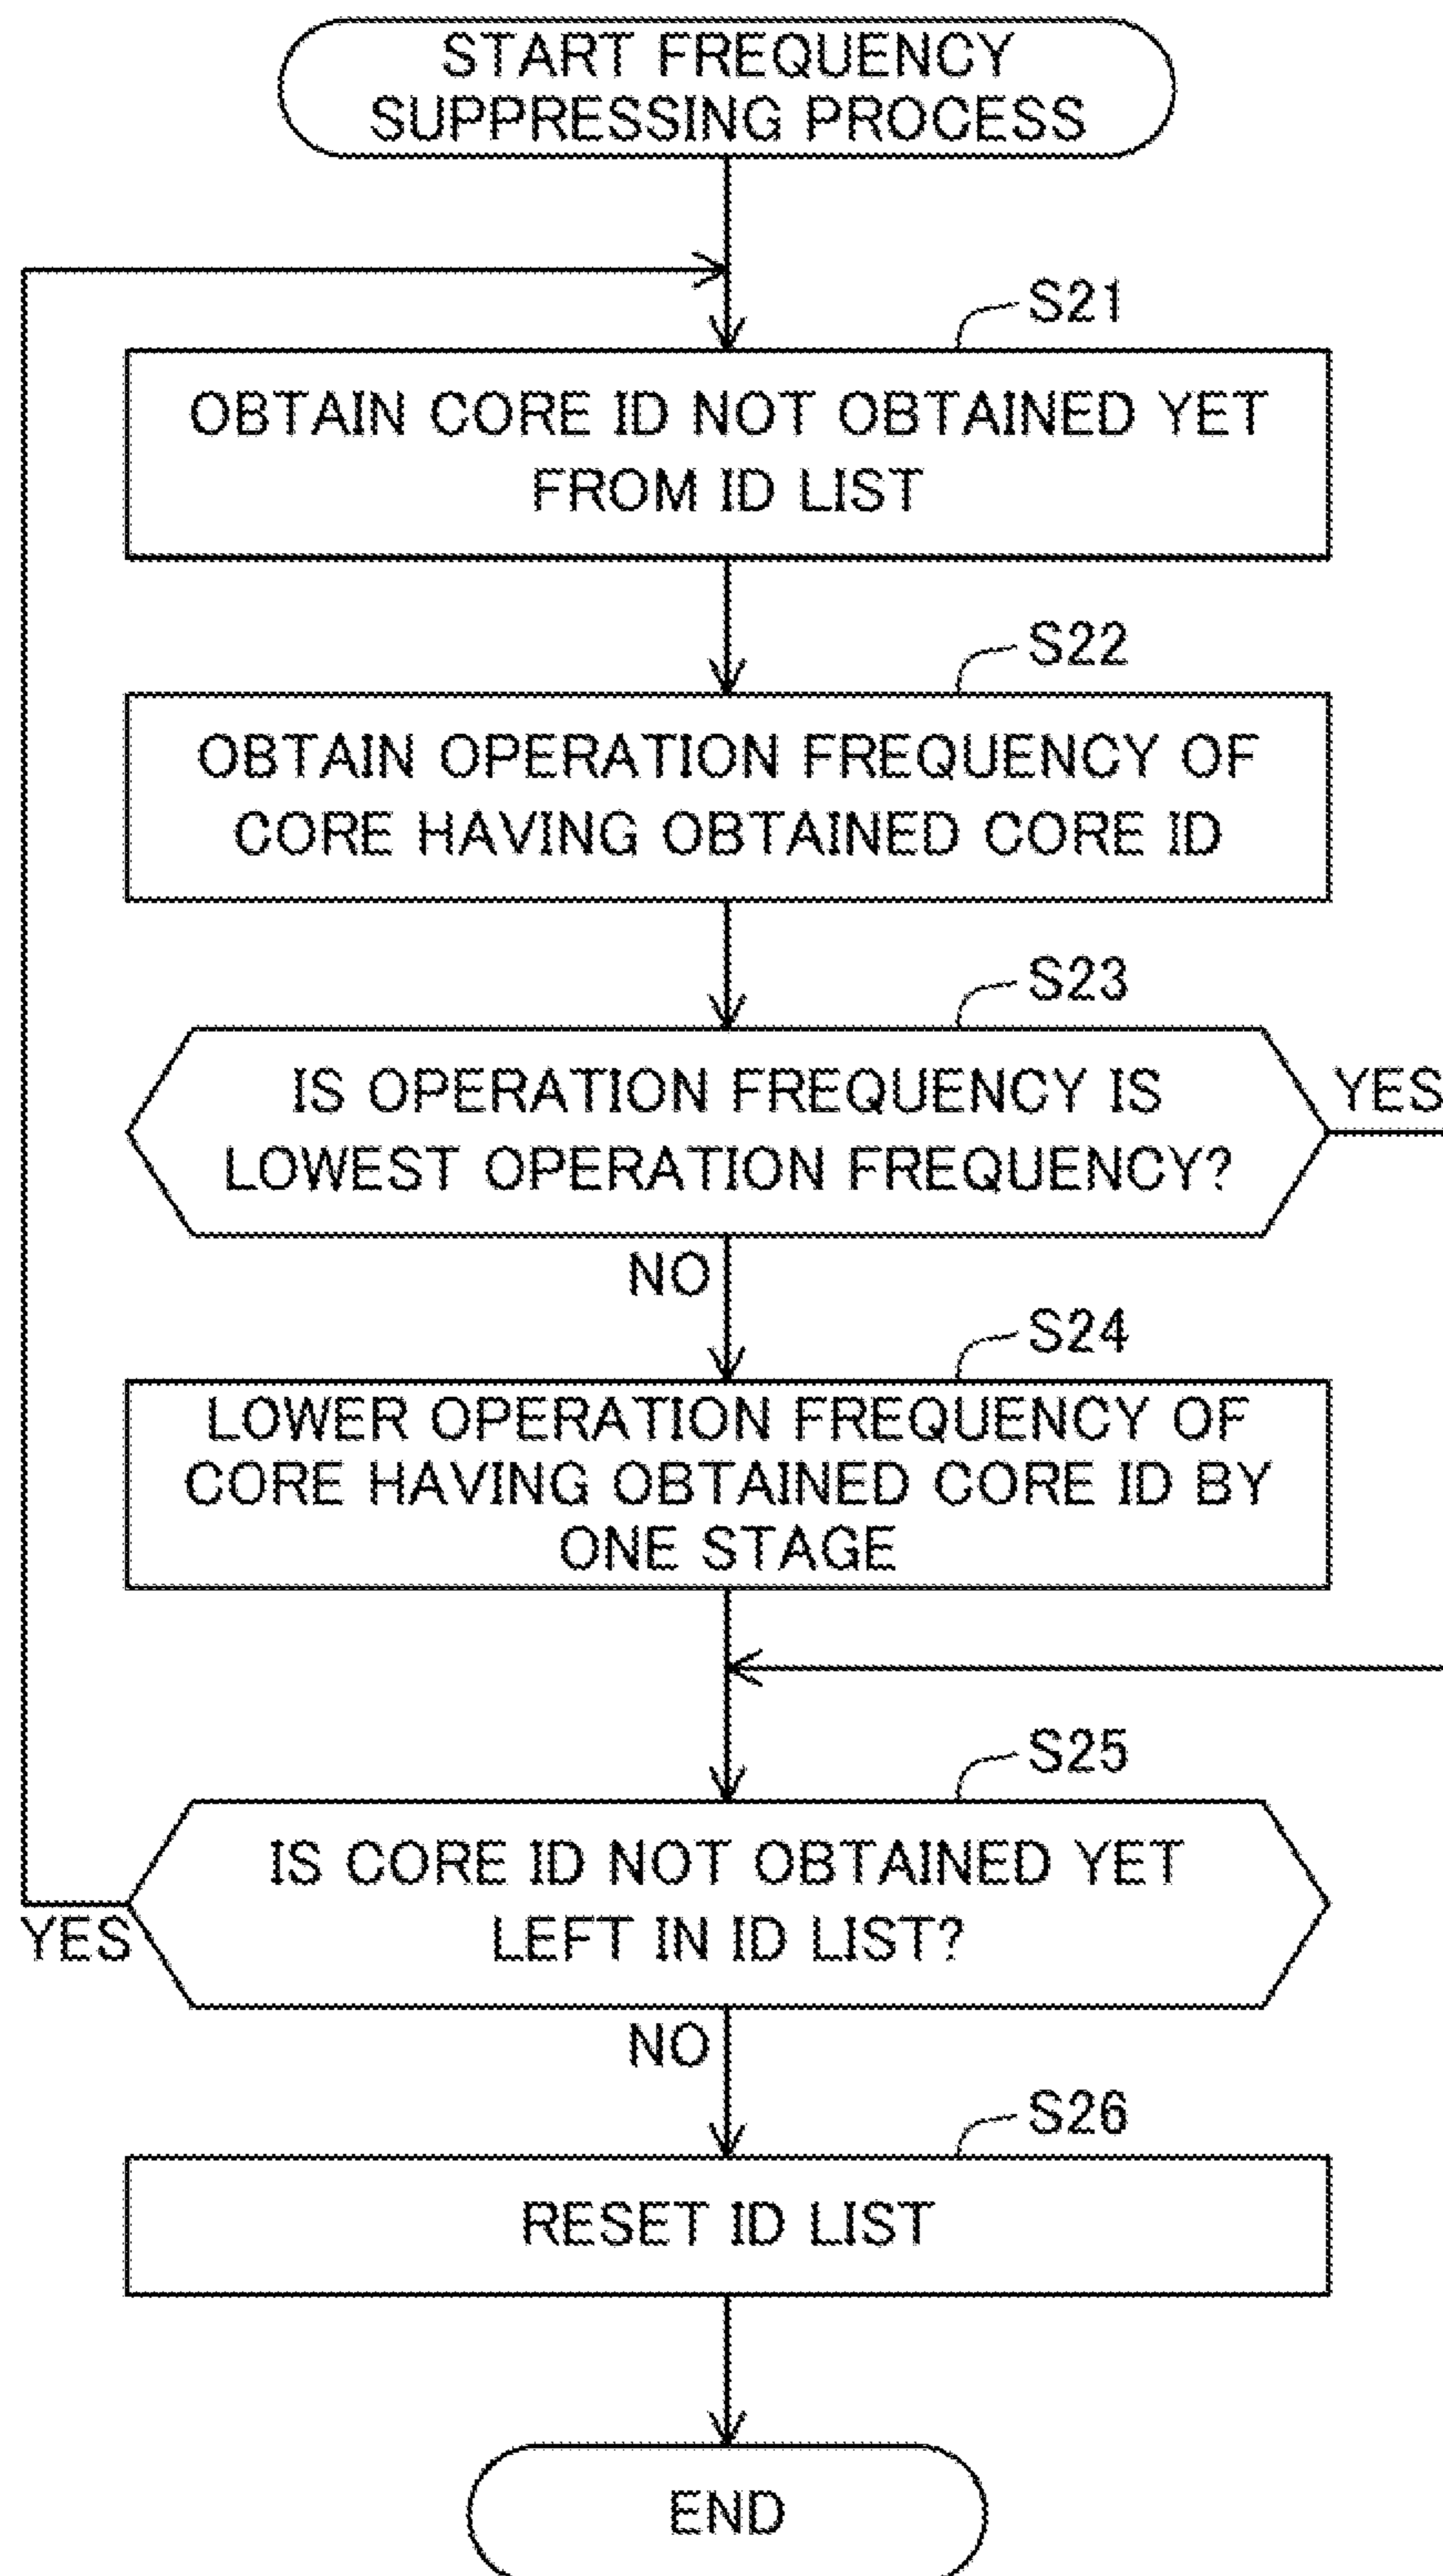 START FREQUENCY
SUPPRESSING PROCESS
S21
OBTAIN CORE ID NOT OBTAINED YET
FROM ID LIST
S22
OBTAIN OPERATION FREQUENCY OF
CORE HAVING OBTAINED CORE ID
S23
IS OPERATION FREQUENCY IS
LOWEST OPERATION FREQUENCY?
YES
NO
S24
LOWER OPERATION FREQUENCY OF
CORE HAVING OBTAINED CORE ID BY
ONE STAGE
S25
IS CORE ID NOT OBTAINED YET
LEFT IN ID LIST?
YES
NO
S26
RESET ID LIST
END